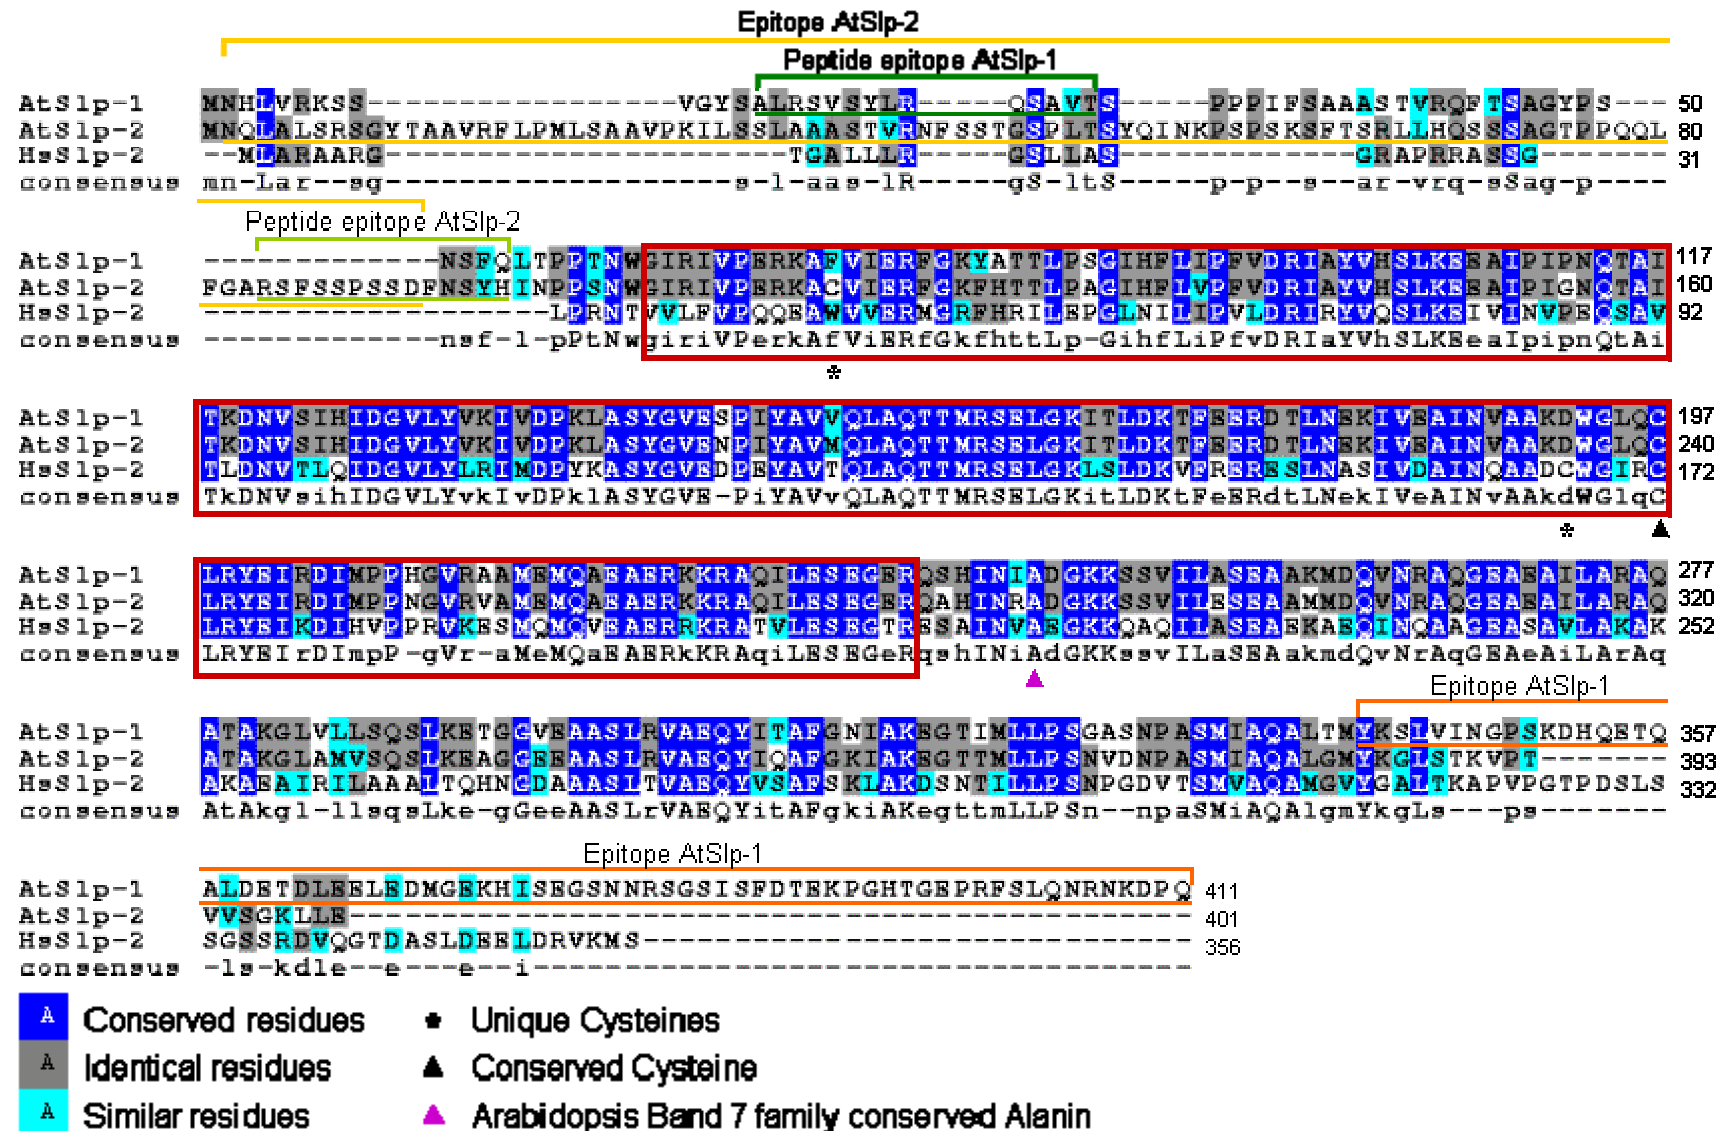 Epitope AtSlp-2
Peptide epitope AtSlp-1
AtSlp-1 MNHLVRKSS-----------------VGYSALRSVSYLR-----QSAVTS-----PPPIFSAAASTVRQFTSAGYPS--- 50
AtSlp-2 MNQLALSRSGYTAAVRFLPMLSAAVPKILSSLAAASTVRNFSSTGSPLTSYQINKPSPSKSFTSRLLHQSSSAGTPPQQL 80
HsSlp-2 --MLARAARG----------------------TGALLLR-----GSLLAS-------------GRAPRRASSG------- 31
consensus mn-Lar--sg-------------------s-l-aas-lR-----gS-ltS-----p-p--s--ar-vrq-sSag-p----
Peptide epitope AtSlp-2
AtSlp-1 -------------NSFQLTPPTNWGIRIVPERKAFVIERFGKYATTLPSGIHFLIPFVDRIAYVHSLKEEAIPIPNQTAI 117
AtSlp-2 FGARSFSSPSSDFNSYHINPPSNWGIRIVPERKACVIERFGKFHTTLPAGIHFLVPFVDRIAYVHSLKEEAIPIGNQTAI 160
HsSlp-2 -------------------LPRNTVVLFVPQQEAWVVERMGRFHRILEPGLNILIPVLDRIRYVQSLKEIVINVPEQSAV 92
consensus -------------nsf-l-pPtNwgiriVPerkAfViERfGkfhttLp-GihfLiPfvDRIaYVhSLKEeaIpipnQtAi
*
AtSlp-1 TKDNVSIHIDGVLYVKIVDPKLASYGVESPIYAVVQLAQTTMRSELGKITLDKTFEERDTLNEKIVEAINVAAKDWGLQC 197
AtSlp-2 TKDNVSIHIDGVLYVKIVDPKLASYGVENPIYAVMQLAQTTMRSELGKITLDKTFEERDTLNEKIVEAINVAAKDWGLQC 240
HsSlp-2 TLDNVTLQIDGVLYLRIMDPYKASYGVEDPEYAVTQLAQTTMRSELGKLSLDKVFRERESLNASIVDAINQAADCWGIRC 172
consensus TkDNVsihIDGVLYvkIvDPklASYGVE-PiYAVvQLAQTTMRSELGKitLDKtFeERdtLNekIVeAINvAAkdWGlqC
* ▲
AtSlp-1 LRYEIRDIMPPHGVRAAMEMQAEAERKKRAQILESEGERQSHINIADGKKSSVILASEAAKMDQVNRAQGEAEAILARAQ 277
AtSlp-2 LRYEIRDIMPPNGVRVAMEMQAEAERKKRAQILESEGERQAHINRADGKKSSVILESEAAMMDQVNRAQGEAEAILARAQ 320
HsSlp-2 LRYEIKDIHVPPRVKESMQMQVEAERRKRATVLESEGTRESAINVAEGKKQAQILASEAEKAEQINQAAGEASAVLAKAK 252
consensus LRYEIrDImpP-gVr-aMeMQaEAERkKRAqiLESEGeRqshINiAdGKKssvILaSEAakmdQvNrAqGEAeAiLArAq
▲
Epitope AtSlp-1
AtSlp-1 ATAKGLVLLSQSLKETGGVEAASLRVAEQYITAFGNIAKEGTIMLLPSGASNPASMIAQALTMYKSLVINGPSKDHQETQ 357
AtSlp-2 ATAKGLAMVSQSLKEAGGEEAASLRVAEQYIQAFGKIAKEGTTMLLPSNVDNPASMIAQALGMYKGLSTKVPT------- 393
HsSlp-2 AKAEAIRILAAALTQHNGDAAASLTVAEQYVSAFSKLAKDSNTILLPSNPGDVTSMVAQAMGVYGALTKAPVPGTPDSLS 332
consensus AtAkgl-llsqsLke-gGeeAASLrVAEQYitAFgkiAKegttmLLPSn--npaSMiAQAlgmYkgLs---ps-------
Epitope AtSlp-1
AtSlp-1 ALDETDLEELEDMGEKHISEGSNNRSGSISFDTEKPGHTGEPRFSLQNRNKDPQ 411
AtSlp-2 VVSGKLLE---------------------------------------------- 401
HsSlp-2 SGSSRDVQGTDASLDEELDRVKMS------------------------------ 356
consensus -ls-kdle--e---e--i------------------------------------
A Conserved residues * Unique Cysteines
A Identical residues ▲ Conserved Cysteine
A Similar residues ▲ Arabidopsis Band 7 family conserved Alanin